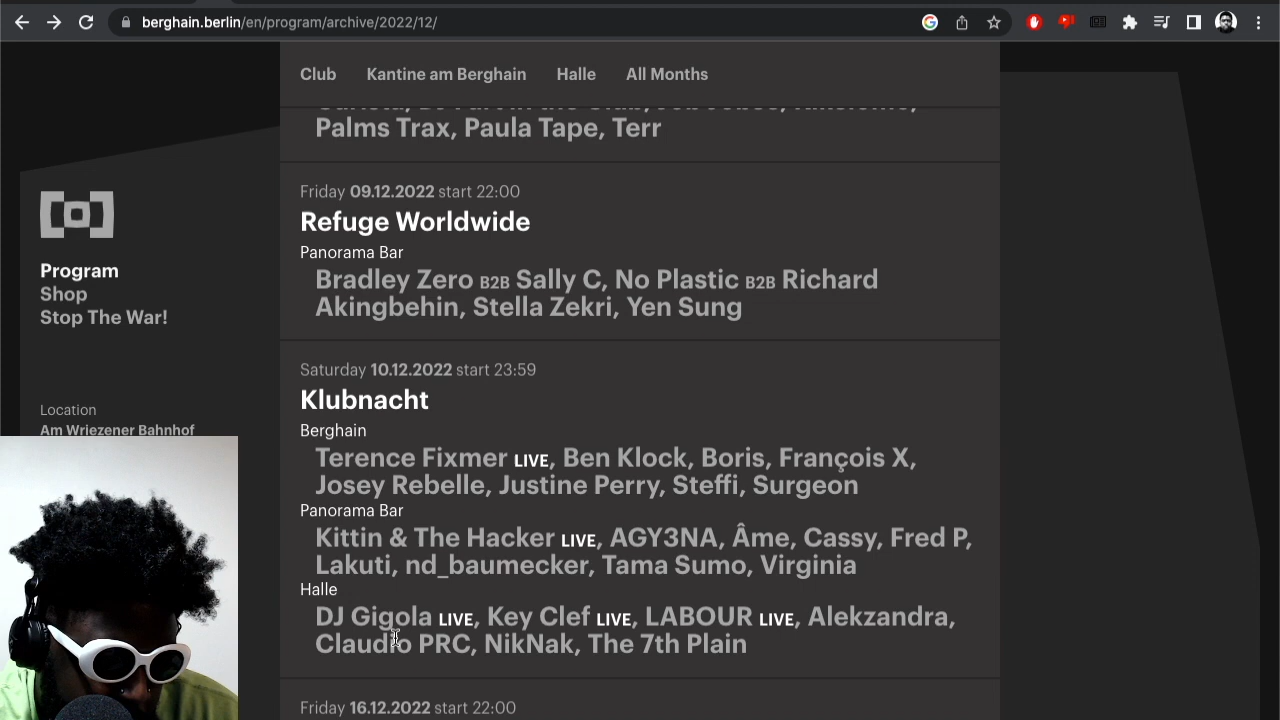 berghain.berlin/en/program/archive/2022/12/
Club Kantine am Berghain Halle All Months
Palms Trax, Paula Tape, Terr
Friday 09.12.2022 start 22:00
Refuge Worldwide
Panorama Bar
Bradley Zero B2B Sally C, No Plastic B2B Richard
Akingbehin, Stella Zekri, Yen Sung
Saturday 10.12.2022 start 23:59
Klubnacht
Berghain
Terence Fixmer LIVE, Ben Klock, Boris, François X,
Josey Rebelle, Justine Perry, Steffi, Surgeon
Panorama Bar
Kittin & The Hacker LIVE, AGY3NA, Âme, Cassy, Fred P,
Lakuti, nd_baumecker, Tama Sumo, Virginia
Halle
DJ Gigola LIVE, Key Clef LIVE, LABOUR LIVE, Alekzandra,
Claudio PRC, NikNak, The 7th Plain
Friday 16.12.2022 start 22:00
Program
Shop
Stop The War!
Location
Am Wriezener Bahnhof